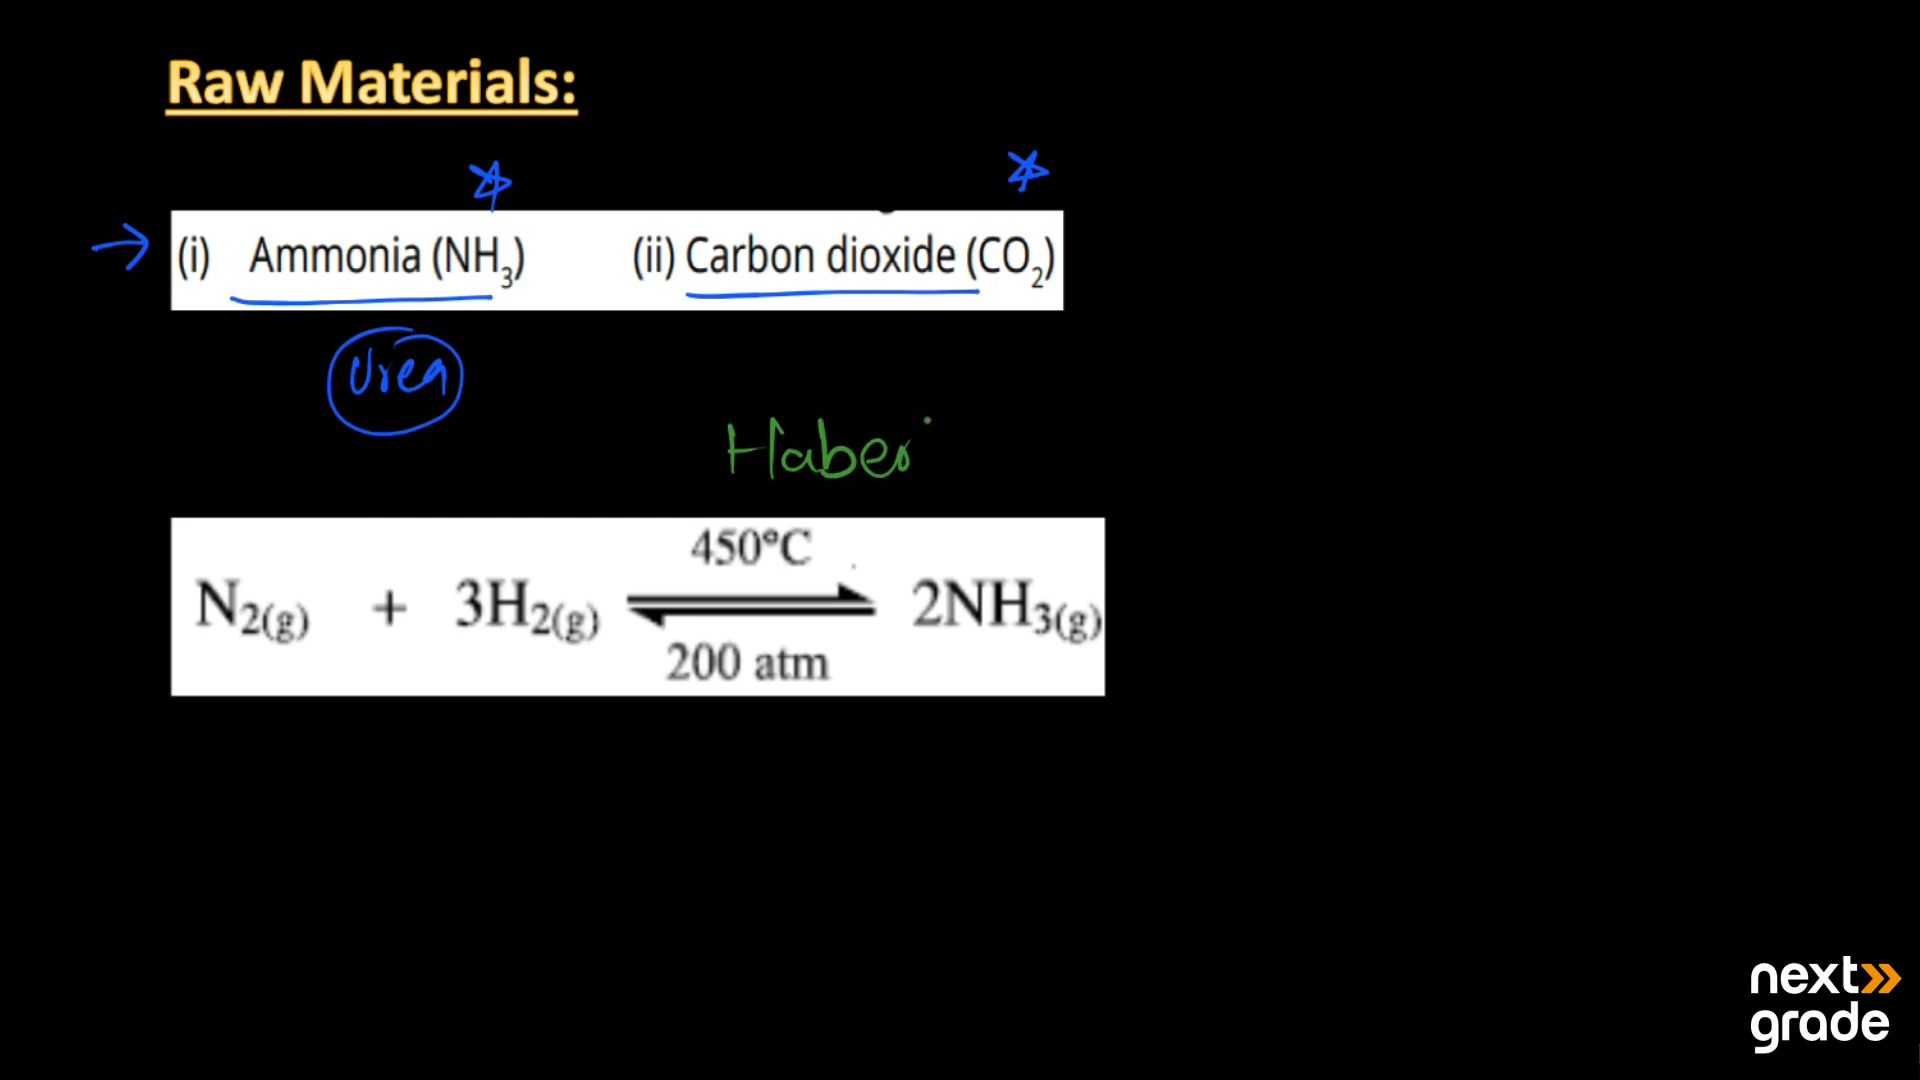 Raw Materials:
(i) Ammonia (NH₃) (ii) Carbon dioxide (CO₂)
Urea
Haber
450°C
N₂(g) + 3H₂(g) ⇌ 2NH₃(g)
200 atm
next
grade